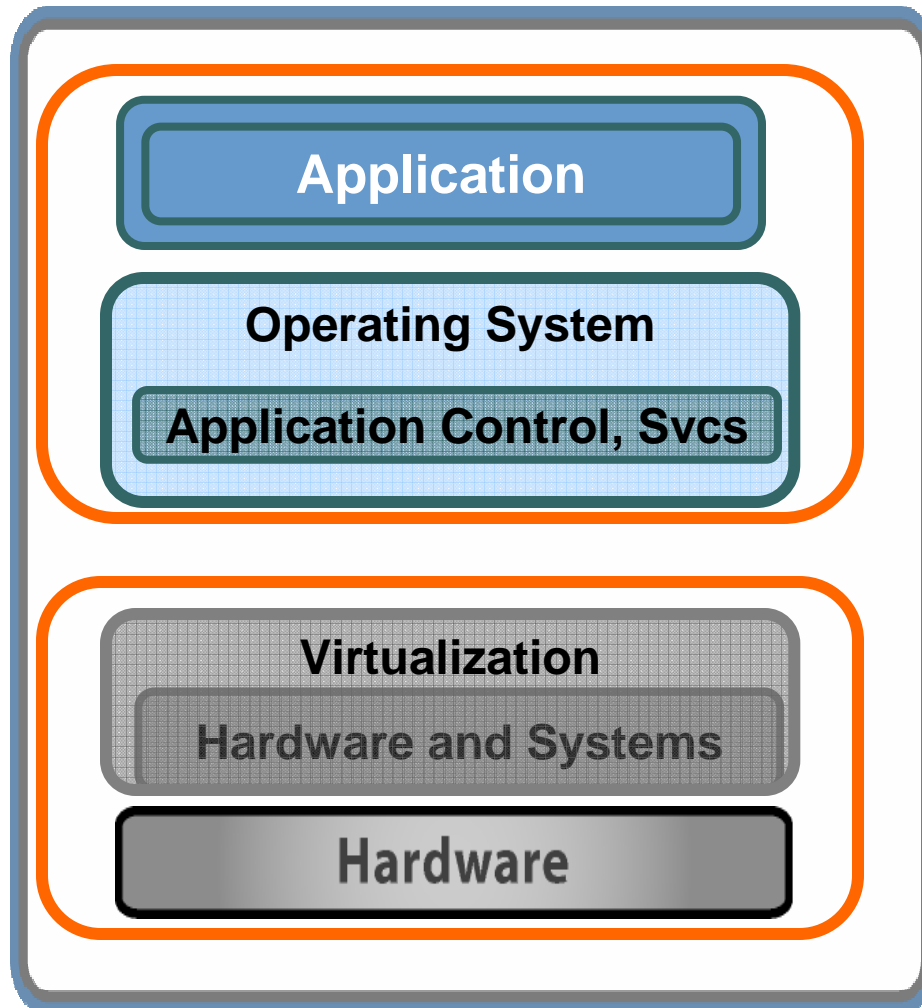 Application
Operating System
Application Control, Svcs
Virtualization
Hardware and Systems
Hardware